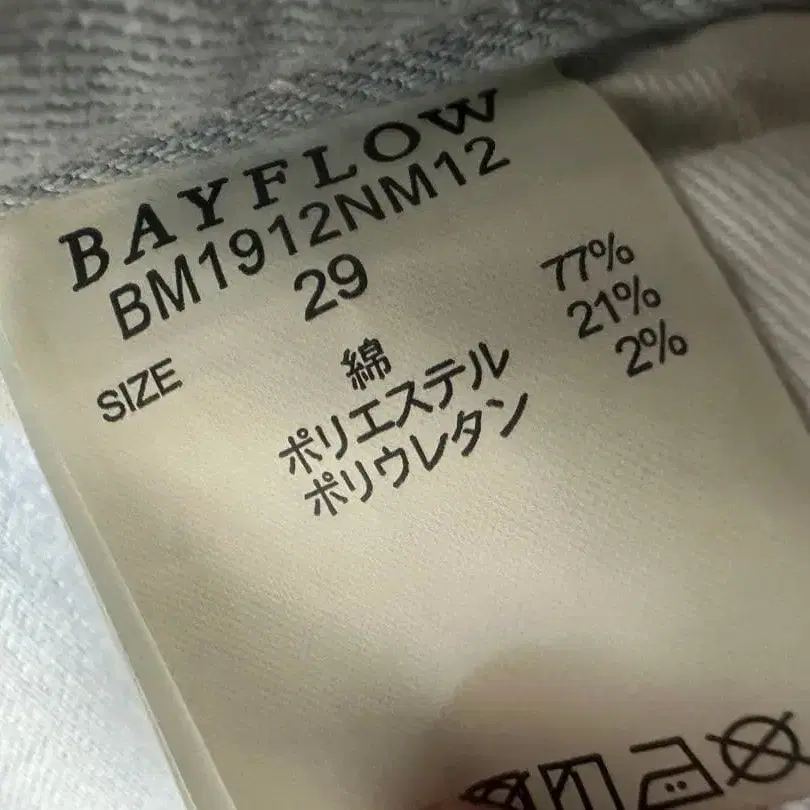 BAYFLOW
BM1912NM12
SIZE 29
綿 77%
ポリエステル 21%
ポリウレタン 2%